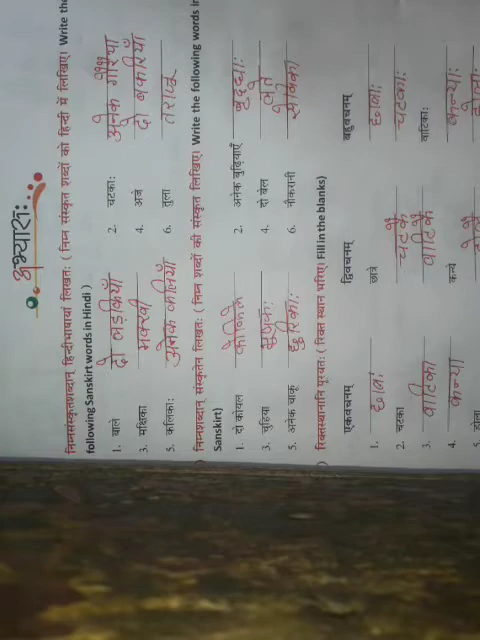 अभ्यासः
निम्नसंस्कृतशब्दान् हिन्दीभाषायां लिखतः ( निम्न संस्कृत शब्दों को हिन्दी में लिखिए। Write the
following Sanskirt words in Hindi )
1. बाले दो लड़कियाँ 2. चटकाः अनेक
3. मक्षिका मक्खी 4. अजे दो बकरियाँ
5. कलिकाः अनेक कलियाँ 6. तुला तराजू
निम्नशब्दान् संस्कृतेन लिखतः ( निम्न शब्दों की संस्कृत लिखिए। Write the following words in
Sanskirt)
1. दो कोयल कोकिले 2. अनेक बुढ़ियाएँ वृद्धाः
3. चुहिया 4. दो बेल लते
5. अनेक चाकू छुरिकाः 6. नौकरानी सेविका
रिक्तस्थानानि पूरयतः ( रिक्त स्थान भरिए। Fill in the blanks)
एकवचनम् द्विवचनम् बहुवचनम्
1. छात्रे
2. चटका चटके चटकाः
3. वाटिका वाटिके वाटिकाः
4. कन्या कन्ये कन्याः
5.